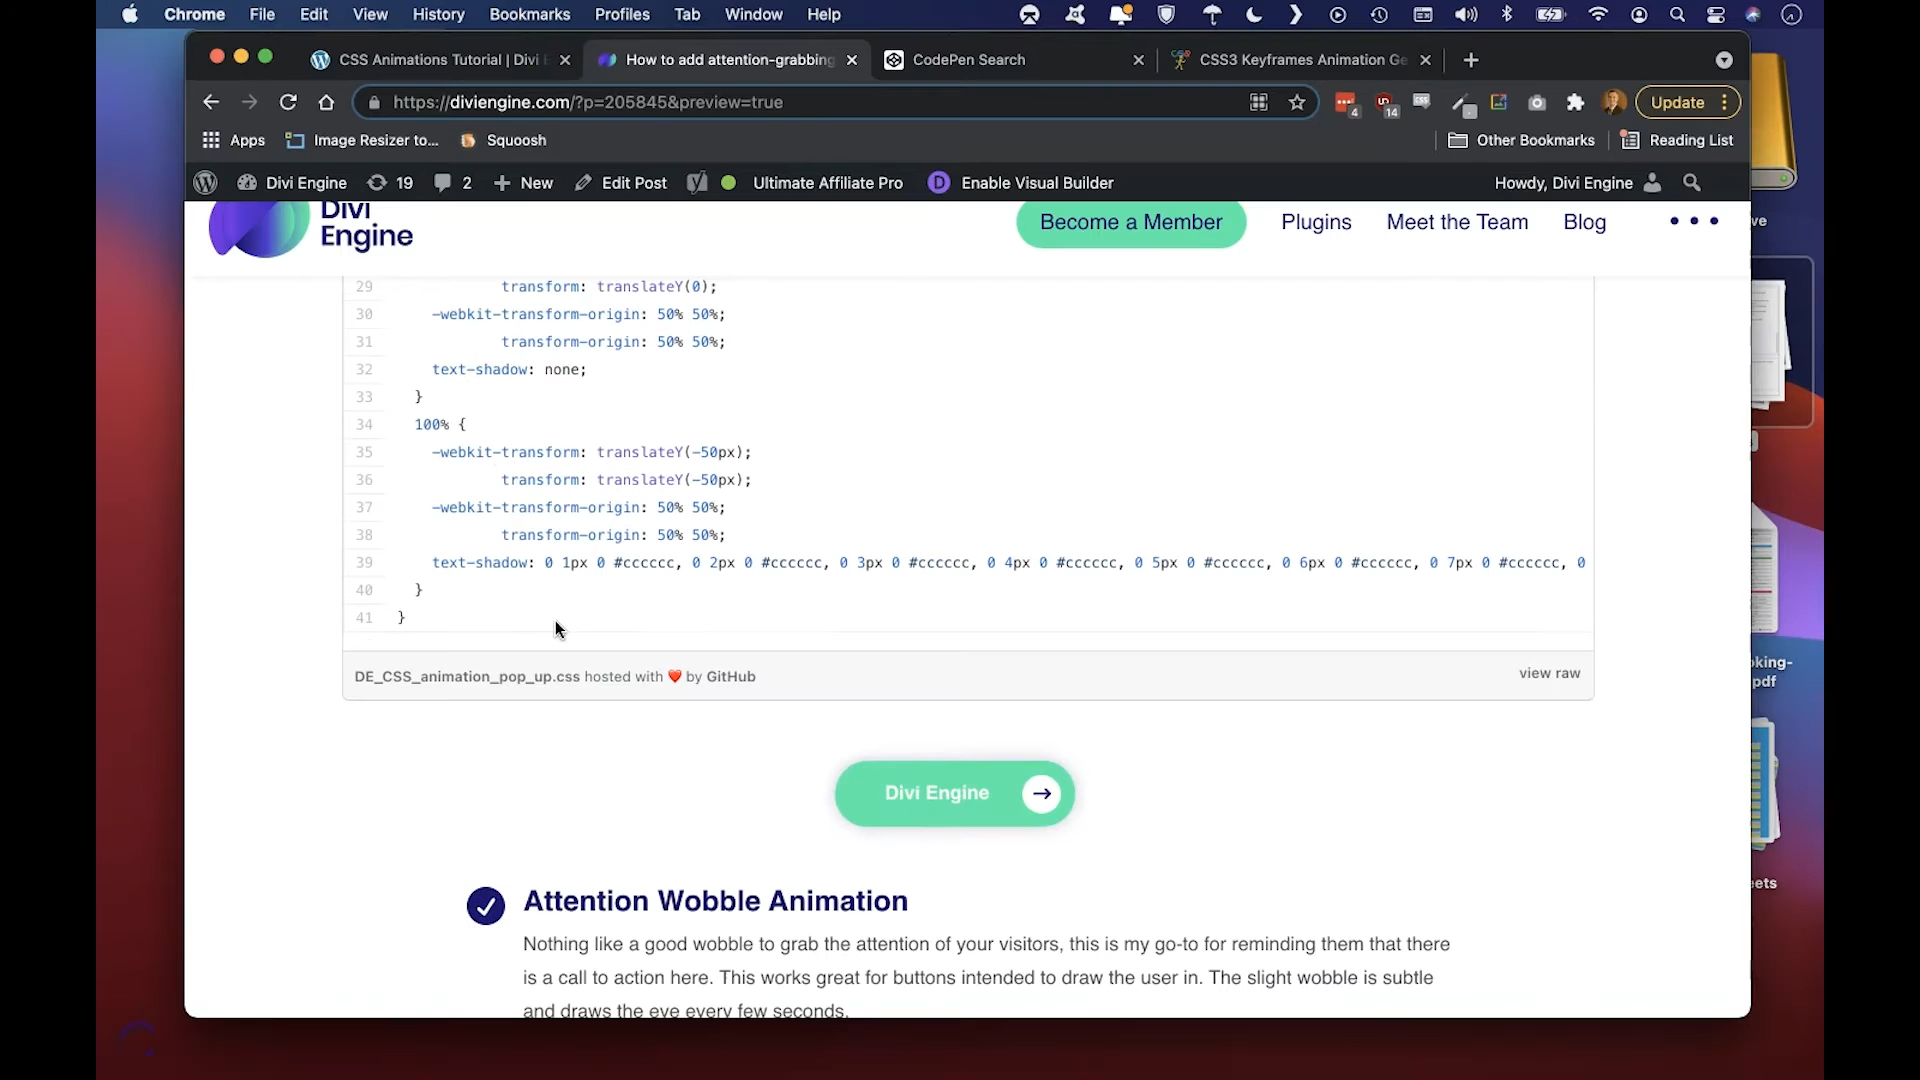 Chrome File Edit View History Bookmarks Profiles Tab Window Help
CSS Animations Tutorial | Divi
How to add attention-grabbing
CodePen Search
CSS3 Keyframes Animation Ge
https://diviengine.com/?p=205845&preview=true
4
14
Update
Apps Image Resizer to... Squoosh Other Bookmarks Reading List
Divi Engine 19 2 New Edit Post Ultimate Affiliate Pro Enable Visual Builder Howdy, Divi Engine
Divi
Engine
Become a Member Plugins Meet the Team Blog
29 transform: translateY(0);
30 -webkit-transform-origin: 50% 50%;
31 transform-origin: 50% 50%;
32 text-shadow: none;
33 }
34 100% {
35 -webkit-transform: translateY(-50px);
36 transform: translateY(-50px);
37 -webkit-transform-origin: 50% 50%;
38 transform-origin: 50% 50%;
39 text-shadow: 0 1px 0 #cccccc, 0 2px 0 #cccccc, 0 3px 0 #cccccc, 0 4px 0 #cccccc, 0 5px 0 #cccccc, 0 6px 0 #cccccc, 0 7px 0 #cccccc, 0
40 }
41 }
DE_CSS_animation_pop_up.css hosted with ❤ by GitHub view raw
Divi Engine
Attention Wobble Animation
Nothing like a good wobble to grab the attention of your visitors, this is my go-to for reminding them that there
is a call to action here. This works great for buttons intended to draw the user in. The slight wobble is subtle
and draws the eye every few seconds.
ve
king-
pdf
eets